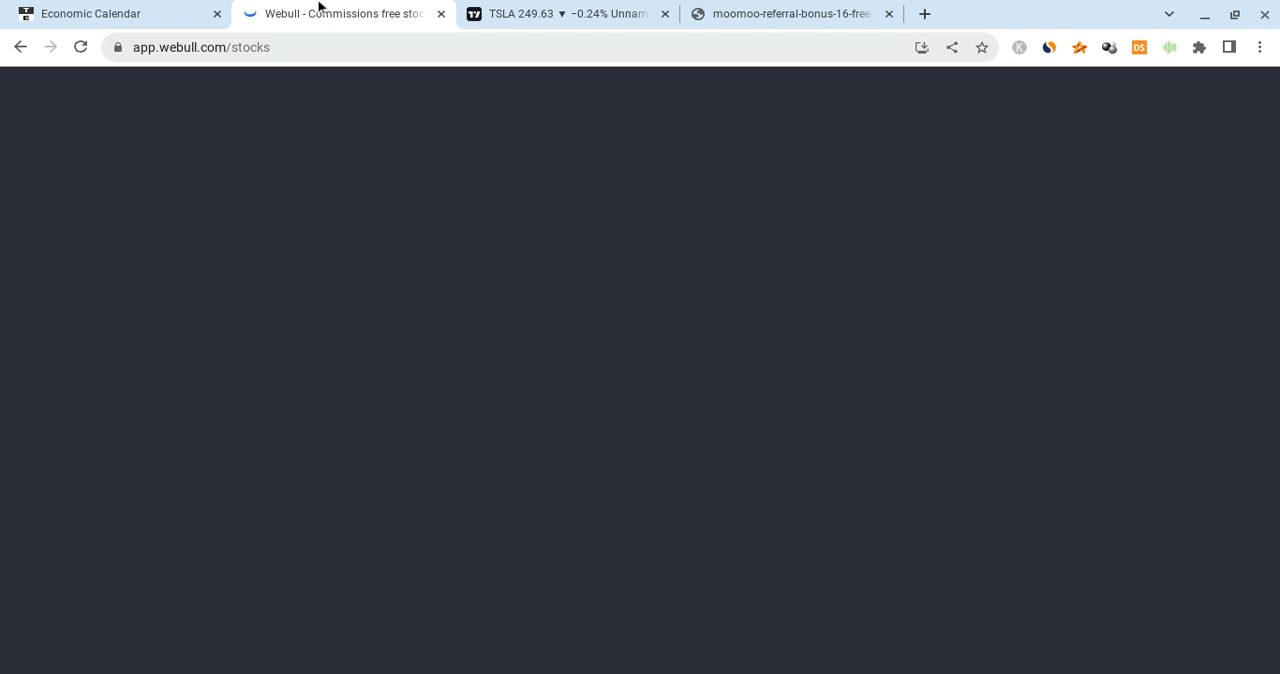 Economic Calendar
Webull - Commissions free stoc
TSLA 249.63 ▼ −0.24% Unnam
moomoo-referral-bonus-16-free-
app.webull.com/stocks
K
DS